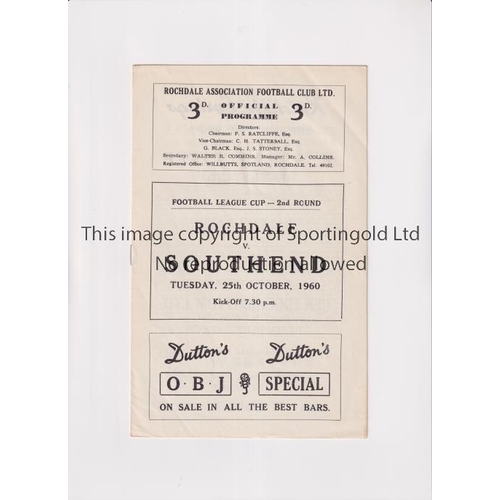 ROCHDALE ASSOCIATION FOOTBALL CLUB LTD.
3D. OFFICIAL PROGRAMME 3D.
Directors:
Chairman: F. S. RATCLIFFE, Esq.
Vice-Chairman: C. H. TATTERSALL, Esq.
G. BLACK, Esq., J. S. STONEY, Esq.
Secretary: WALTER R. COMMINS. Manager: Mr. A. COLLINS.
Registered Office: WILLBUTTS, SPOTLAND, ROCHDALE. Tel. 49102.
FOOTBALL LEAGUE CUP — 2nd ROUND
ROCHDALE
v.
This image is copyright of Sportingold Ltd
SOUTHEND
No reproduction allowed
TUESDAY, 25th OCTOBER, 1960
Kick-Off 7.30 p.m.
Dutton's Dutton's
O·B·J SPECIAL
ON SALE IN ALL THE BEST BARS.